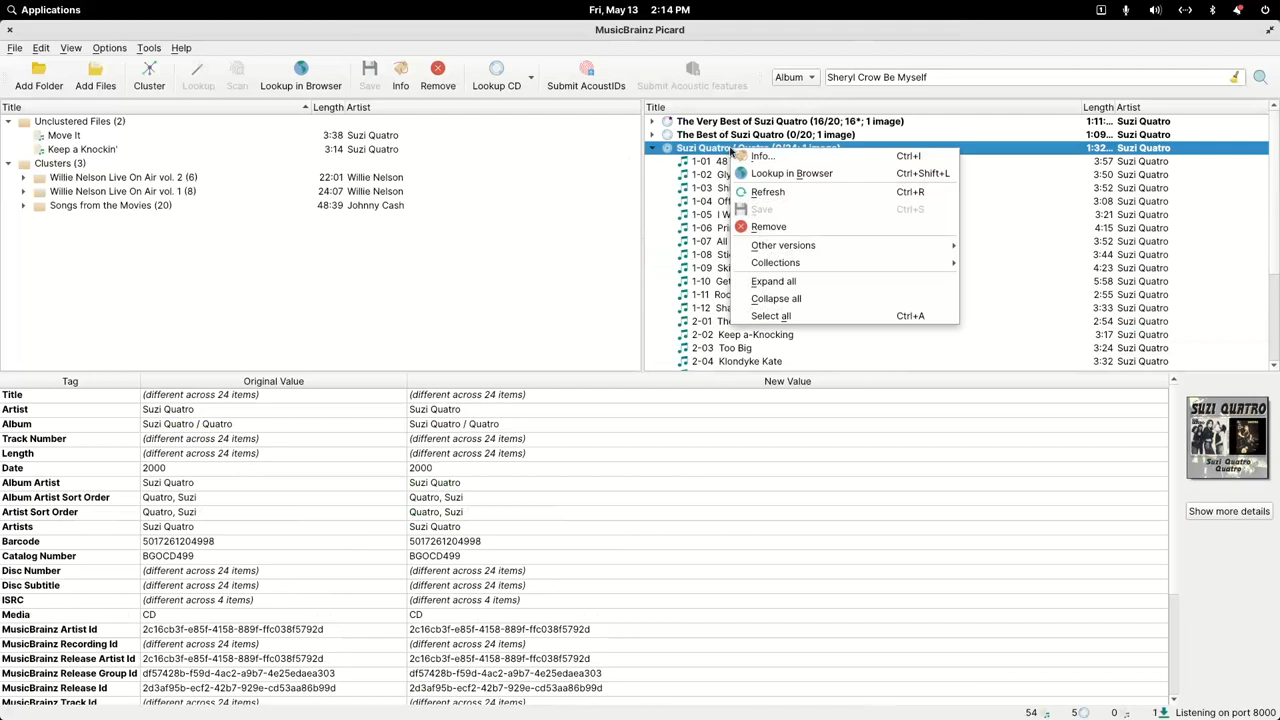 Applications Fri, May 13 2:14 PM
MusicBrainz Picard
File Edit View Options Tools Help
Add Folder Add Files Cluster Lookup Scan Lookup in Browser Save Info Remove Lookup CD Submit AcoustIDs Submit Acoustic features Album Sheryl Crow Be Myself
Title Length Artist
Unclustered Files (2)
Move It 3:38 Suzi Quatro
Keep a Knockin' 3:14 Suzi Quatro
Clusters (3)
Willie Nelson Live On Air vol. 2 (6) 22:01 Willie Nelson
Willie Nelson Live On Air vol. 1 (8) 24:07 Willie Nelson
Songs from the Movies (20) 48:39 Johnny Cash
Title Length Artist
The Very Best of Suzi Quatro (16/20; 16*; 1 image) 1:11:... Suzi Quatro
The Best of Suzi Quatro (0/20; 1 image) 1:09... Suzi Quatro
Suzi Quatro / Quatro (0/24; 1 image) 1:32... Suzi Quatro
1-01 48 3:57 Suzi Quatro
1-02 Gly 3:50 Suzi Quatro
1-03 Sh 3:52 Suzi Quatro
1-04 Off 3:08 Suzi Quatro
1-05 I W 3:21 Suzi Quatro
1-06 Pri 4:15 Suzi Quatro
1-07 All 3:52 Suzi Quatro
1-08 Sti 3:44 Suzi Quatro
1-09 Ski 4:23 Suzi Quatro
1-10 Get 5:58 Suzi Quatro
1-11 Roc 2:55 Suzi Quatro
1-12 Sha 3:33 Suzi Quatro
2-01 The 2:54 Suzi Quatro
2-02 Keep a-Knocking 3:17 Suzi Quatro
2-03 Too Big 3:24 Suzi Quatro
2-04 Klondyke Kate 3:32 Suzi Quatro
Info... Ctrl+I
Lookup in Browser Ctrl+Shift+L
Refresh Ctrl+R
Save Ctrl+S
Remove
Other versions
Collections
Expand all
Collapse all
Select all Ctrl+A
Tag Original Value New Value
Title (different across 24 items) (different across 24 items)
Artist Suzi Quatro Suzi Quatro
Album Suzi Quatro / Quatro Suzi Quatro / Quatro
Track Number (different across 24 items) (different across 24 items)
Length (different across 24 items) (different across 24 items)
Date 2000 2000
Album Artist Suzi Quatro Suzi Quatro
Album Artist Sort Order Quatro, Suzi Quatro, Suzi
Artist Sort Order Quatro, Suzi Quatro, Suzi
Artists Suzi Quatro Suzi Quatro
Barcode 5017261204998 5017261204998
Catalog Number BGOCD499 BGOCD499
Disc Number (different across 24 items) (different across 24 items)
Disc Subtitle (different across 24 items) (different across 24 items)
ISRC (different across 4 items) (different across 4 items)
Media CD CD
MusicBrainz Artist Id 2c16cb3f-e85f-4158-889f-ffc038f5792d 2c16cb3f-e85f-4158-889f-ffc038f5792d
MusicBrainz Recording Id (different across 24 items) (different across 24 items)
MusicBrainz Release Artist Id 2c16cb3f-e85f-4158-889f-ffc038f5792d 2c16cb3f-e85f-4158-889f-ffc038f5792d
MusicBrainz Release Group Id df57428b-f59d-4ac2-a9b7-4e25edaea303 df57428b-f59d-4ac2-a9b7-4e25edaea303
MusicBrainz Release Id 2d3af95b-ecf2-42b7-929e-cd53aa86b99d 2d3af95b-ecf2-42b7-929e-cd53aa86b99d
MusicBrainz Track Id (different across 24 items) (different across 24 items)
SUZI QUATRO
Suzi Quatro
Quatro
Show more details
54 5 0 1 Listening on port 8000